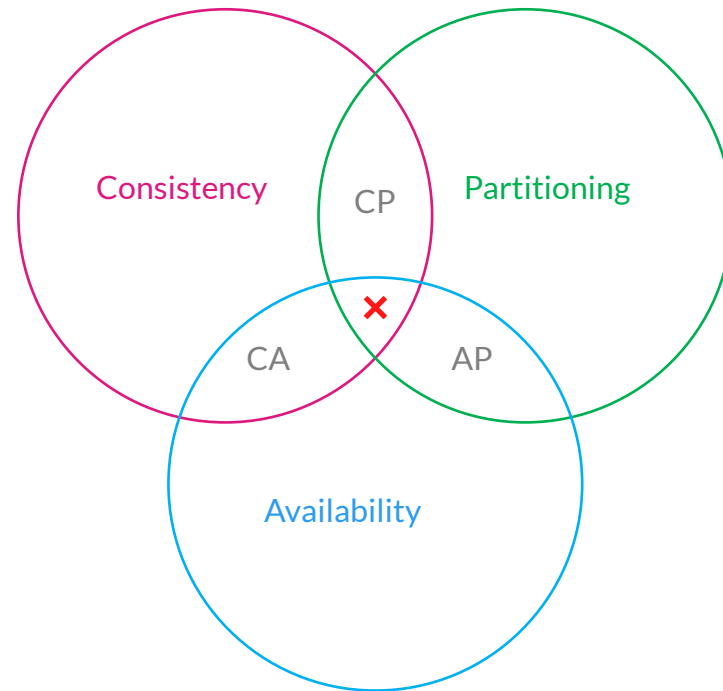 Consistency
Partitioning
CP
CA
AP
Availability